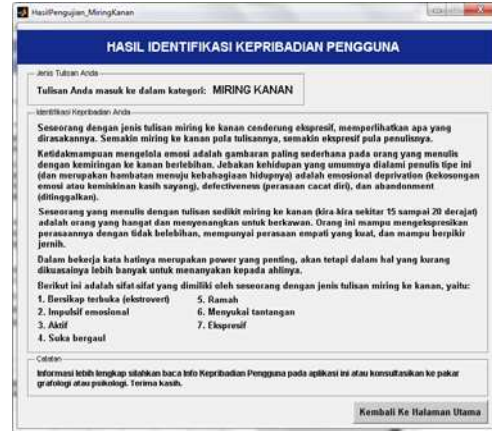 HasilPengujian_MiringKanan
HASIL IDENTIFIKASI KEPRIBADIAN PENGGUNA
Jenis Tulisan Anda
Tulisan Anda masuk ke dalam kategori: MIRING KANAN
Identifikasi Kepribadian Anda
Seseorang dengan jenis tulisan miring ke kanan cenderung ekspresif, memperlihatkan apa yang
dirasakannya. Semakin miring ke kanan pola tulisannya, semakin ekspresif pula penulisnya.
Ketidakmampuan mengelola emosi adalah gambaran paling sederhana pada orang yang menulis
dengan kemiringan ke kanan berlebihan. Jebakan kehidupan yang umumnya dialami penulis tipe ini
(dan merupakan hambatan menuju kebahagiaan hidupnya) adalah emosional deprivation (kekosongan
emosi atau kemiskinan kasih sayang), defectiveness (perasaan cacat diri), dan abandonment
(ditinggalkan).
Seseorang yang menulis dengan tulisan sedikit miring ke kanan (kira-kira sekitar 15 sampai 20 derajat)
adalah orang yang hangat dan menyenangkan untuk berkawan. Orang ini mampu mengekspresikan
perasaannya dengan tidak belebihan, mempunyai perasaan empati yang kuat, dan mampu berpikir
jernih.
Dalam bekerja kata hatinya merupakan power yang penting, akan tetapi dalam hal yang kurang
dikuasainya lebih banyak untuk menanyakan kepada ahlinya.
Berikut ini adalah sifat-sifat yang dimiliki oleh seseorang dengan jenis tulisan miring ke kanan, yaitu:
1. Bersikap terbuka (ekstrovert)
2. Impulsif emosional
3. Aktif
4. Suka bergaul
5. Ramah
6. Menyukai tantangan
7. Ekspresif
Catatan
Informasi lebih lengkap silahkan baca Info Kepribadian Pengguna pada aplikasi ini atau konsultasikan ke pakar
grafologi atau psikologi. Terima kasih.
Kembali Ke Halaman Utama